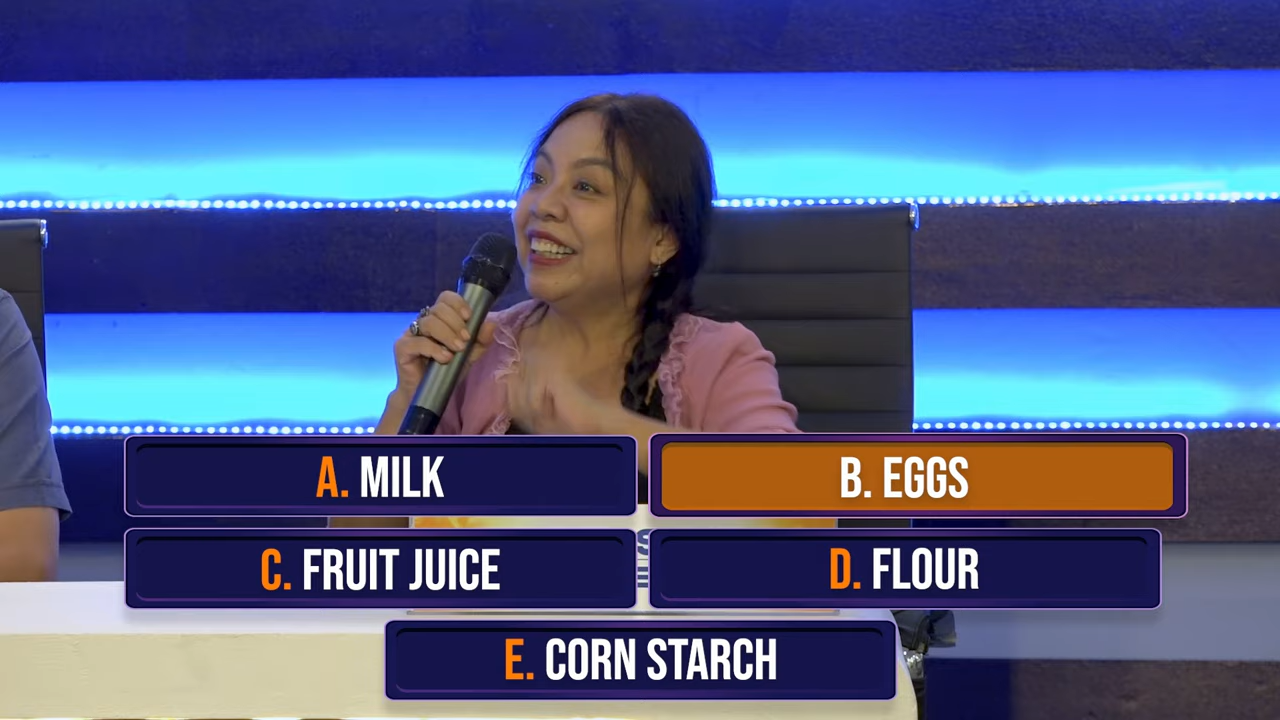 A. MILK
B. EGGS
C. FRUIT JUICE
D. FLOUR
E. CORN STARCH